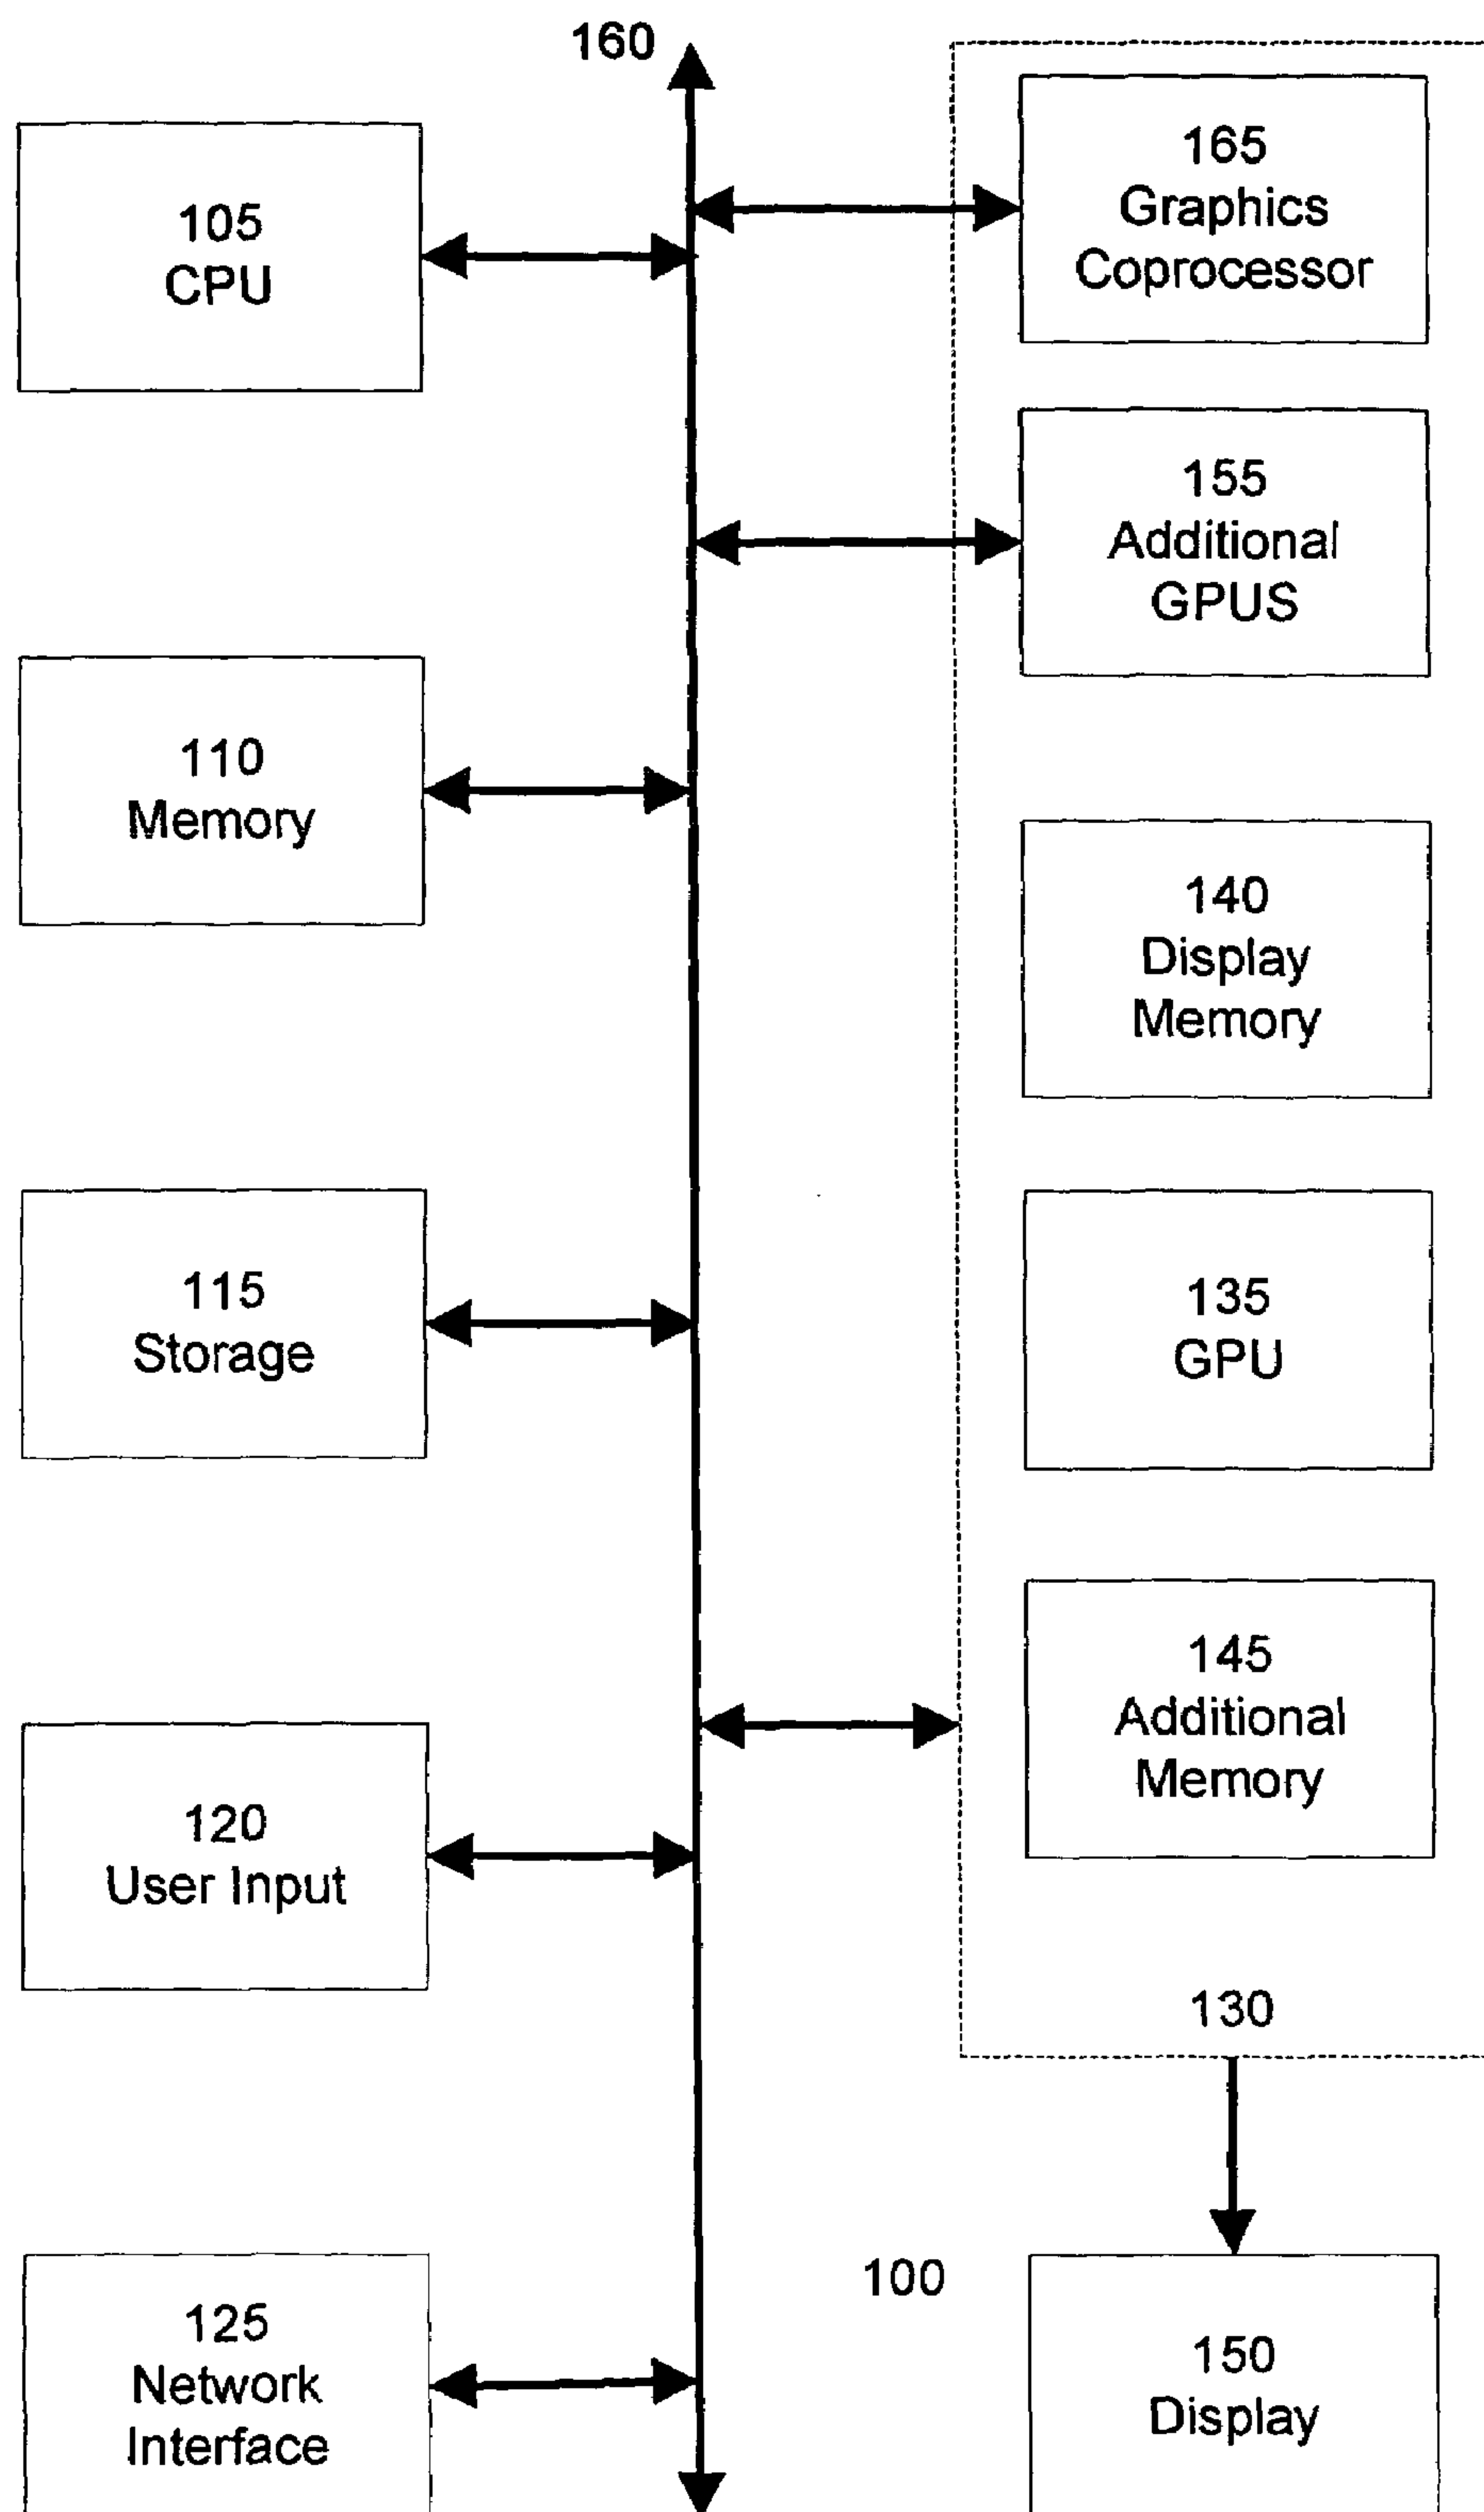 160
105
CPU
110
Memory
115
Storage
120
User Input
125
Network
Interface
165
Graphics
Coprocessor
155
Additional
GPUS
140
Display
Memory
135
GPU
145
Additional
Memory
130
100
150
Display